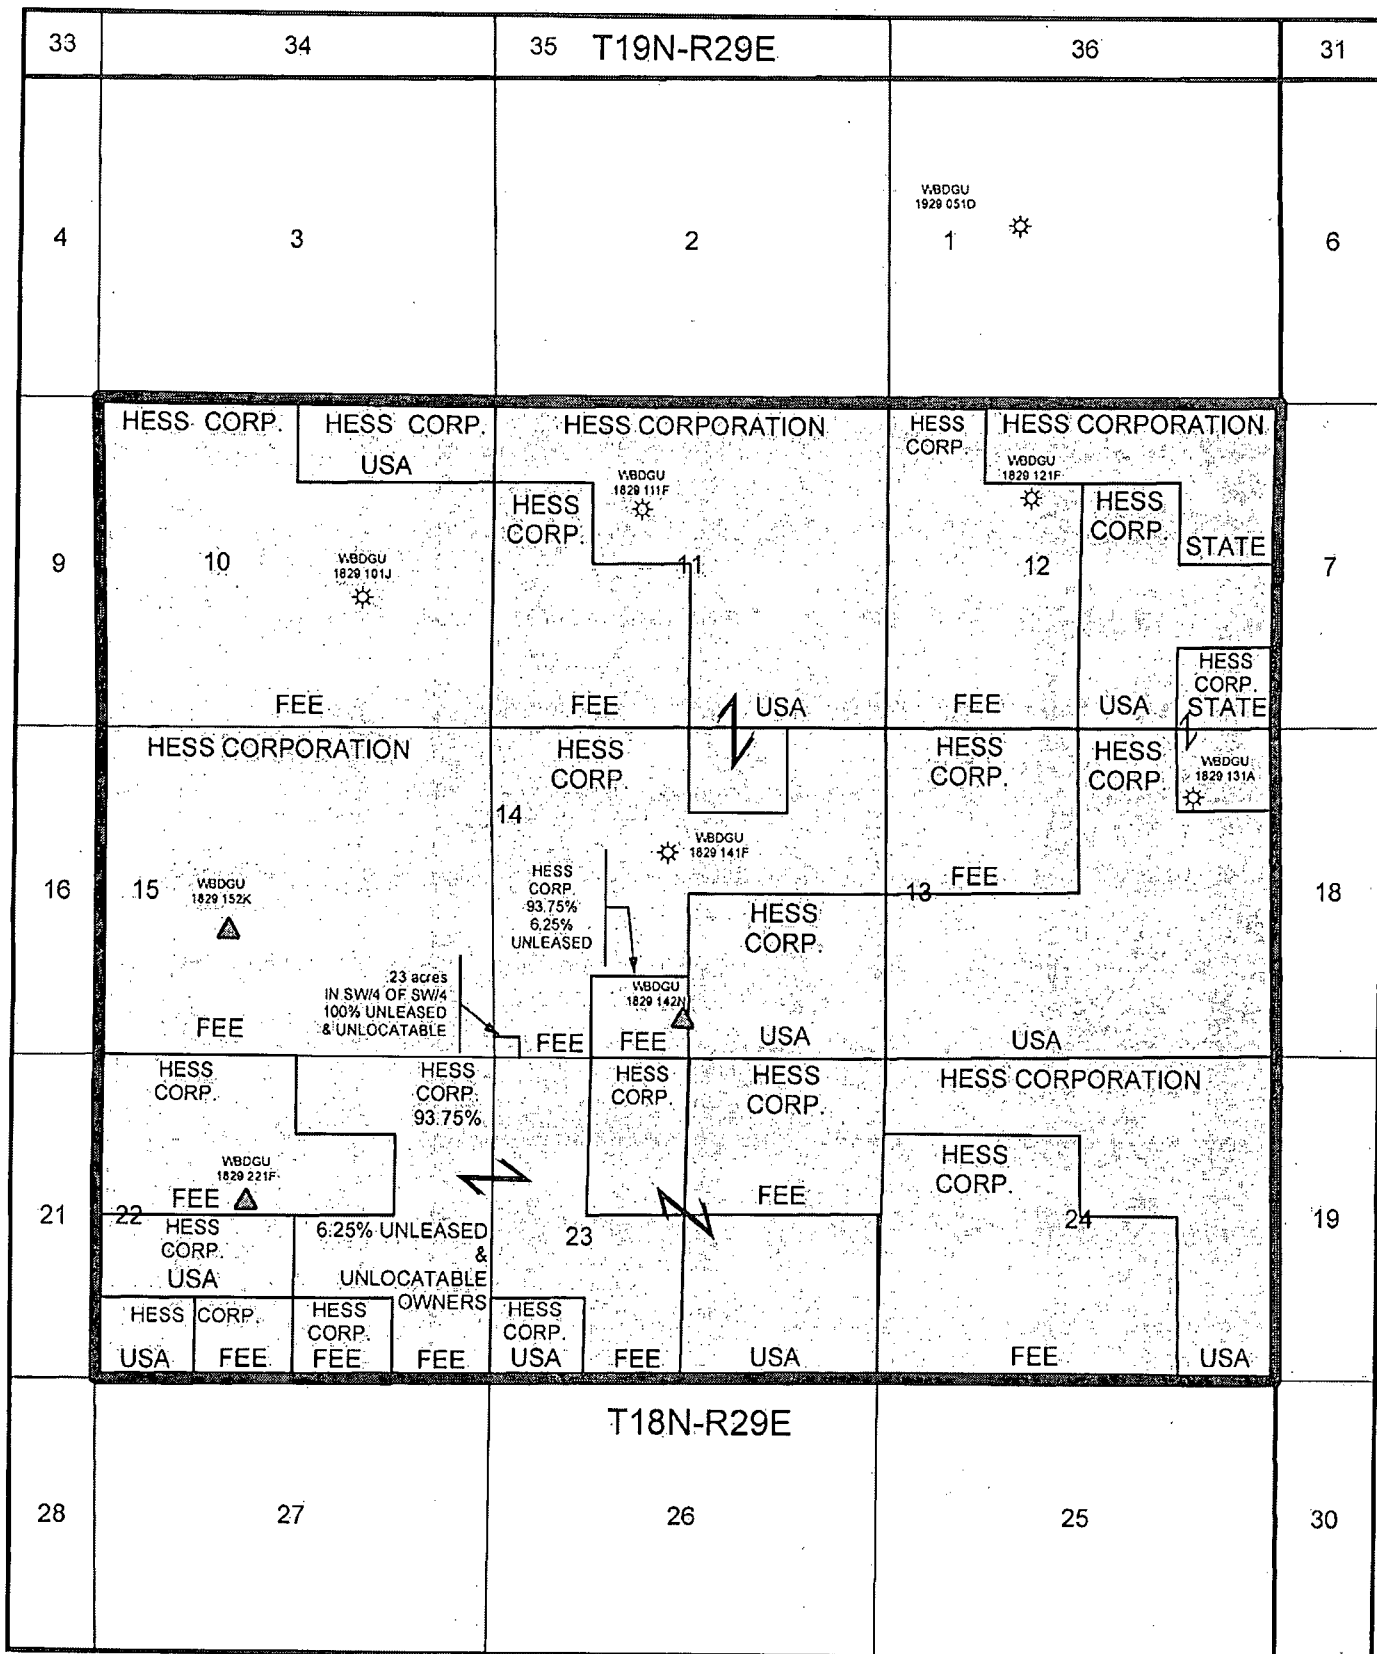 33
34
35
T19N-R29E
36
31
4
3
2
WBDGU
1929 051D
1
6
HESS CORP.
HESS CORP.
USA
HESS CORPORATION
HESS
CORP.
HESS CORPORATION
WBDGU
1829 111F
WBDGU
1829 121F
HESS
CORP.
HESS
CORP.
STATE
9
10
WBDGU
1829 101J
11
12
7
HESS
CORP.
STATE
FEE
FEE
USA
FEE
USA
HESS CORPORATION
HESS
CORP.
HESS
CORP.
HESS
CORP.
WBDGU
1829 131A
14
WBDGU
1829 141F
16
15
WBDGU
1829 152K
HESS
CORP.
93.75%
6.25%
UNLEASED
FEE
13
18
HESS
CORP.
.23 acres
IN SW/4 OF SW/4
100% UNLEASED
& UNLOCATABLE
WBDGU
1829 142N
FEE
FEE
FEE
USA
USA
HESS
CORP.
HESS
CORP.
93.75%
HESS
CORP.
HESS
CORP.
HESS CORPORATION
WBDGU
1829 221F
FEE
HESS
CORP.
FEE
21
22
HESS
CORP.
USA
6.25% UNLEASED
&
UNLOCATABLE
OWNERS
23
24
19
HESS CORP.
HESS
CORP.
HESS
CORP.
USA
FEE
FEE
FEE
USA
FEE
USA
FEE
USA
T18N-R29E
28
27
26
25
30